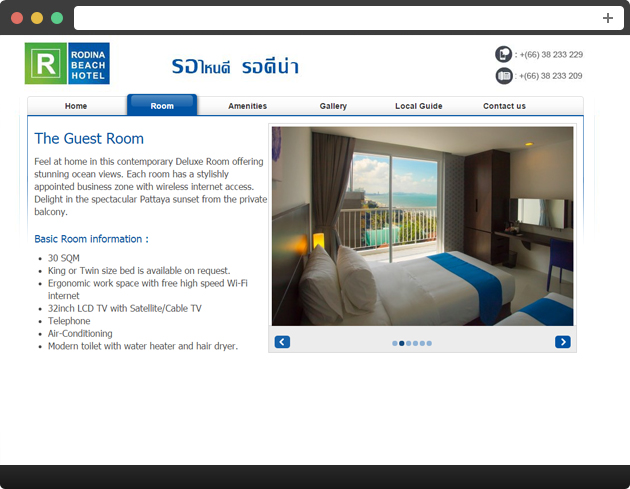 R
RODINA
BEACH
HOTEL
รอไหนดี รอดีน่า
: +(66) 38 233 229
: +(66) 38 233 209
Home
Room
Amenities
Gallery
Local Guide
Contact us
The Guest Room
Feel at home in this contemporary Deluxe Room offering
stunning ocean views. Each room has a stylishly
appointed business zone with wireless internet access.
Delight in the spectacular Pattaya sunset from the private
balcony.
Basic Room information :
• 30 SQM
• King or Twin size bed is available on request.
• Ergonomic work space with free high speed Wi-Fi
internet
• 32inch LCD TV with Satellite/Cable TV
• Telephone
• Air-Conditioning
• Modern toilet with water heater and hair dryer.